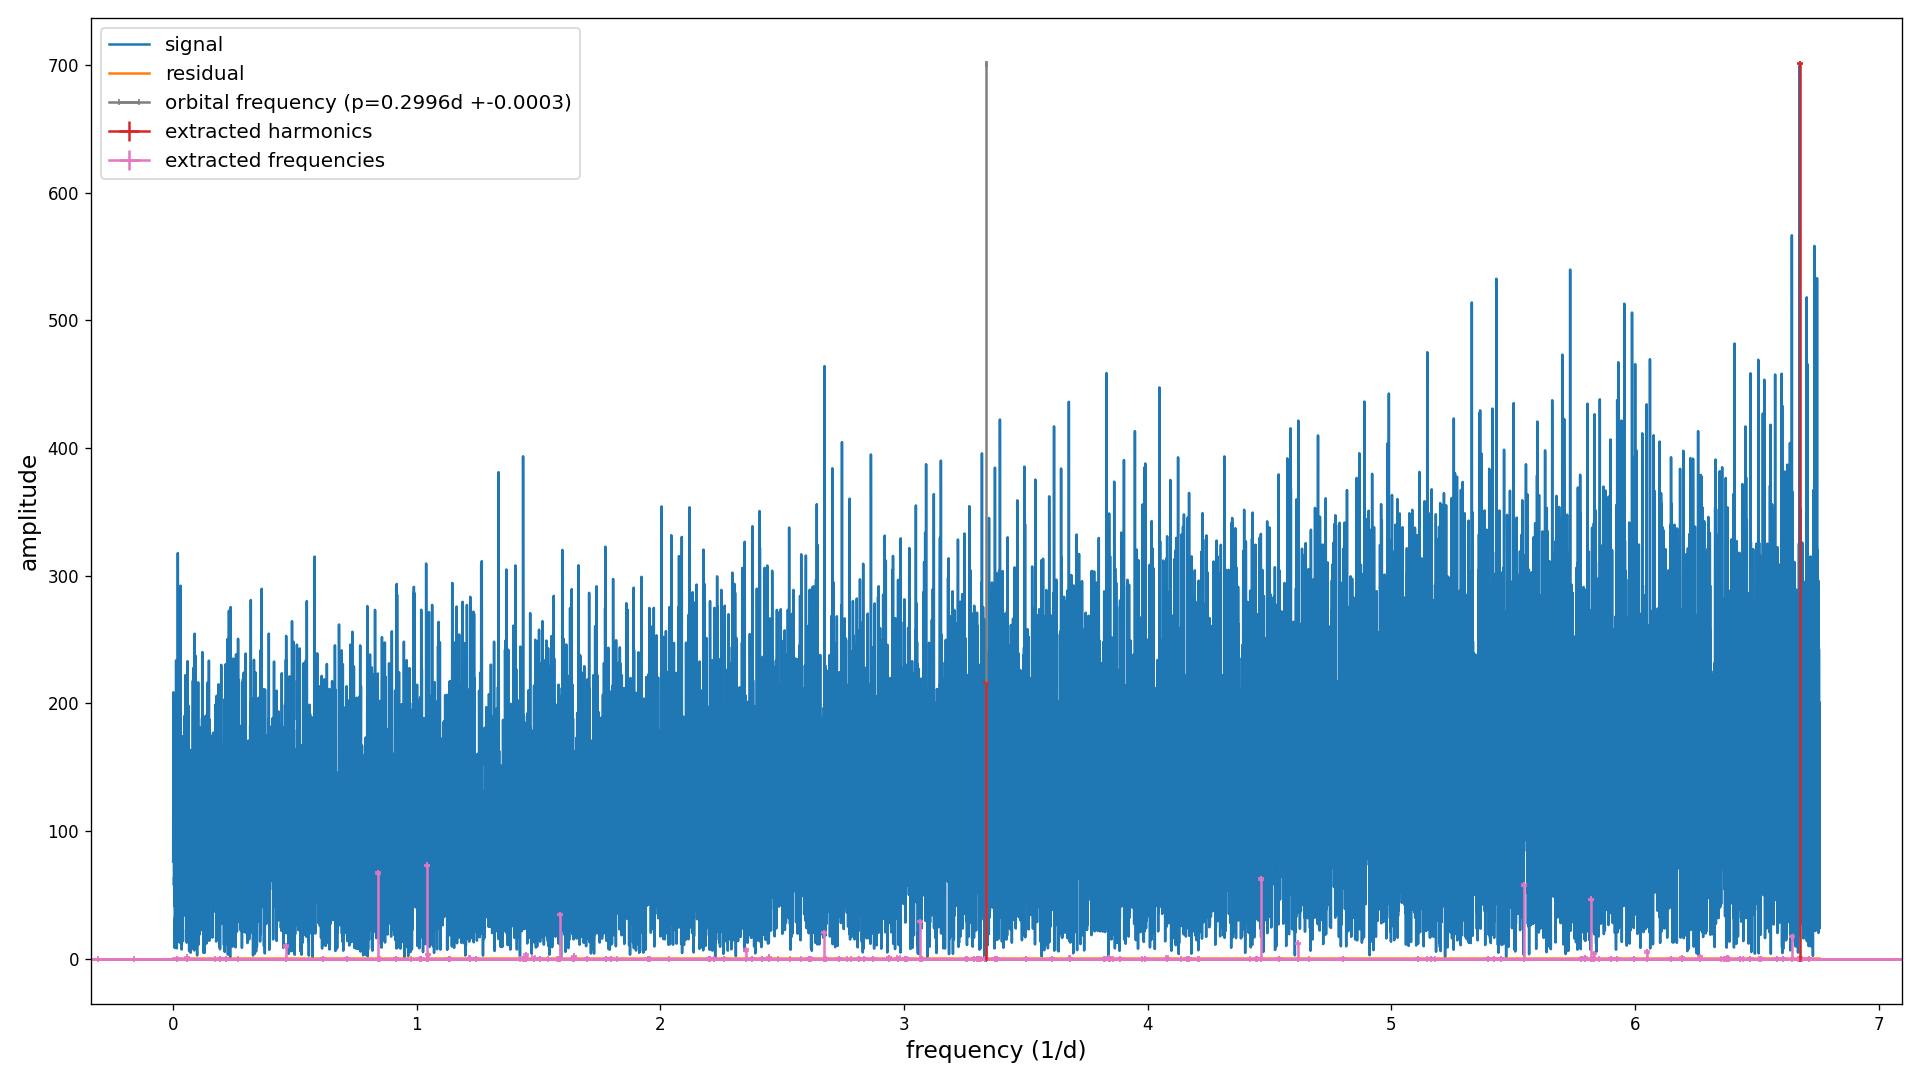 signal
residual
orbital frequency (p=0.2996d +-0.0003)
extracted harmonics
extracted frequencies
700
600
500
400
300
200
100
0
amplitude
0 1 2 3 4 5 6 7
frequency (1/d)